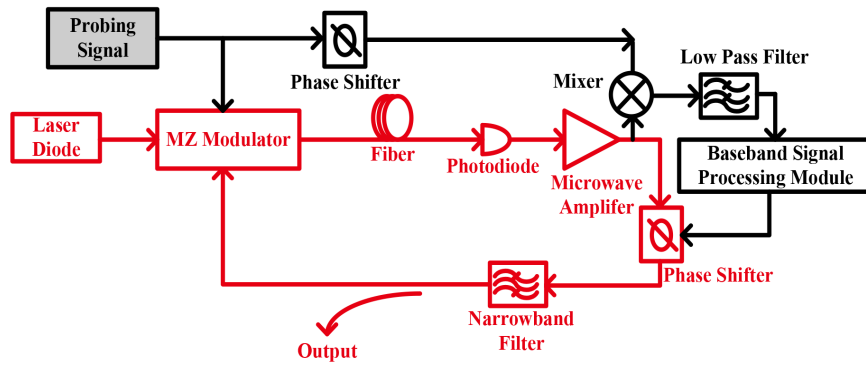 Probing
Signal
Phase Shifter
Mixer
Low Pass Filter
Laser
Diode
MZ Modulator
Fiber
Photodiode
Microwave
Amplifer
Baseband Signal
Processing Module
Phase Shifter
Narrowband
Filter
Output